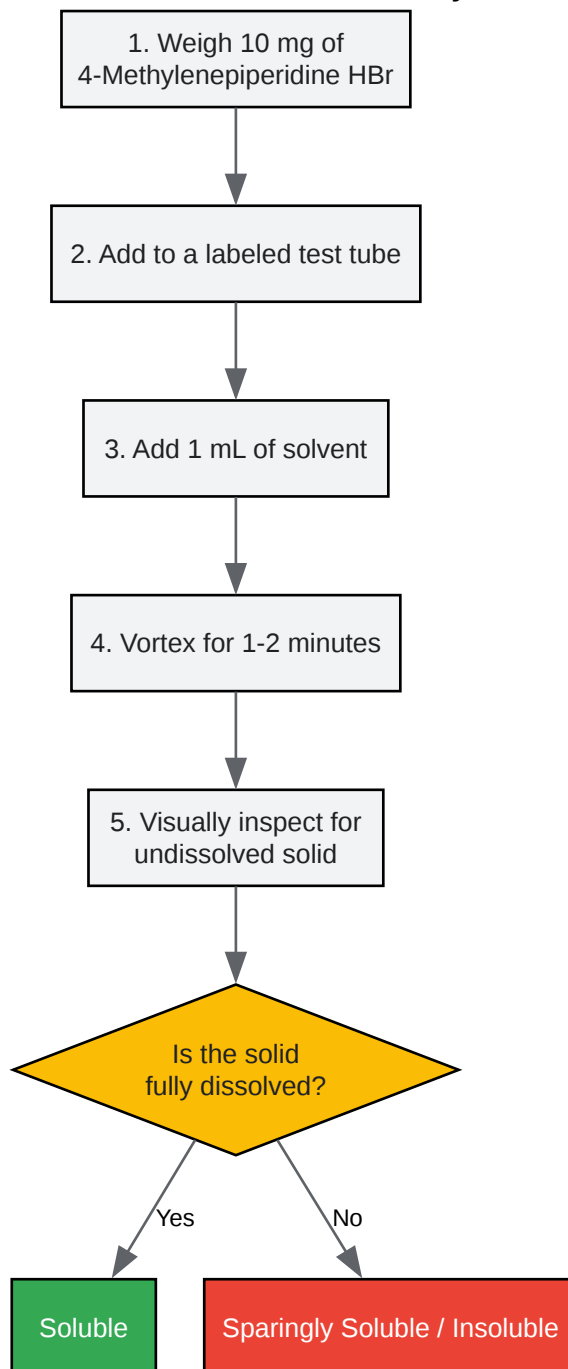 1. Weigh 10 mg of
4-Methylenepiperidine HBr
2. Add to a labeled test tube
3. Add 1 mL of solvent
4. Vortex for 1-2 minutes
5. Visually inspect for
undissolved solid
Is the solid
fully dissolved?
Yes
No
Soluble
Sparingly Soluble / Insoluble